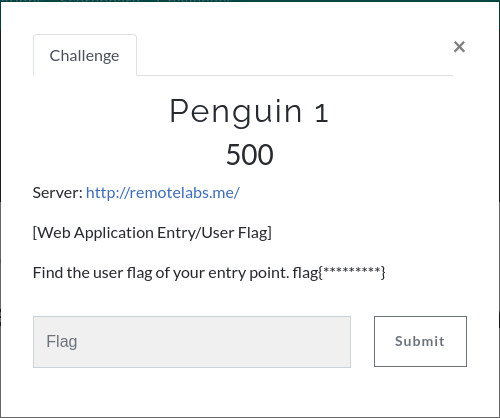 Challenge
×
Penguin 1
500
Server: http://remotelabs.me/
[Web Application Entry/User Flag]
Find the user flag of your entry point. flag{*********}
Flag
Submit